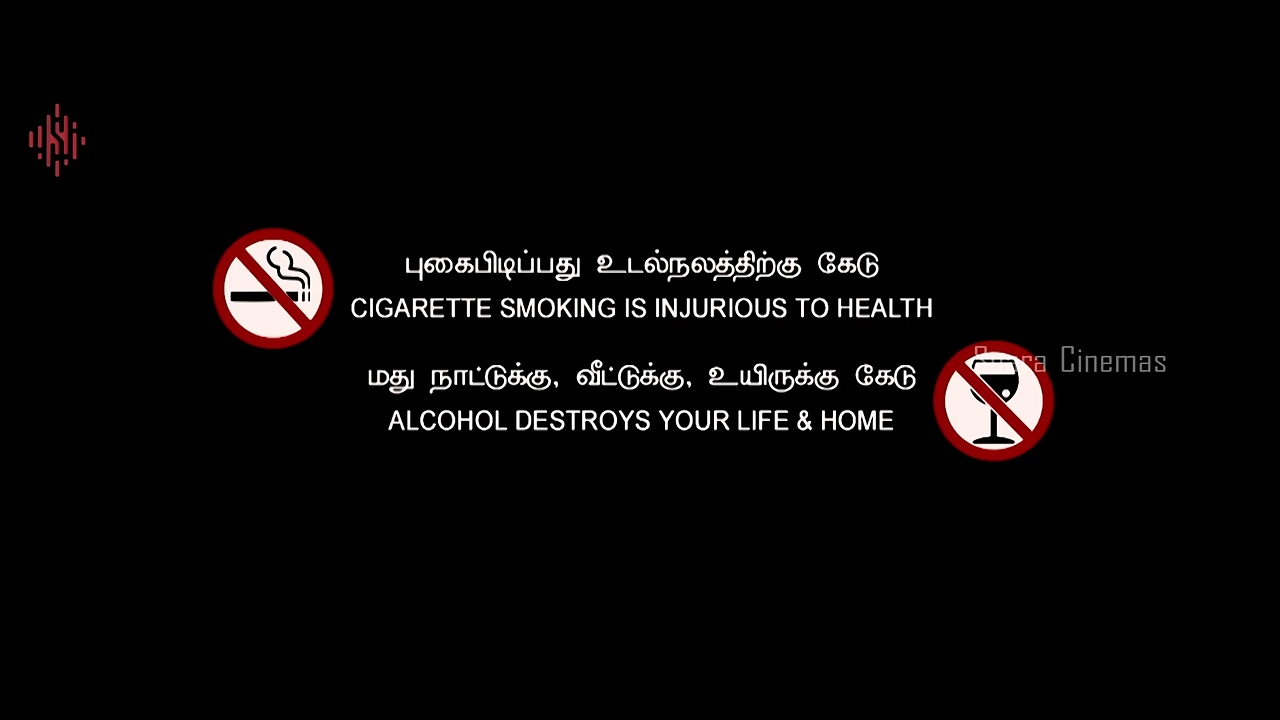 புகைபிடிப்பது உடல்நலத்திற்கு கேடு
CIGARETTE SMOKING IS INJURIOUS TO HEALTH
Cinemas
மது நாட்டுக்கு, வீட்டுக்கு, உயிருக்கு கேடு
ALCOHOL DESTROYS YOUR LIFE & HOME